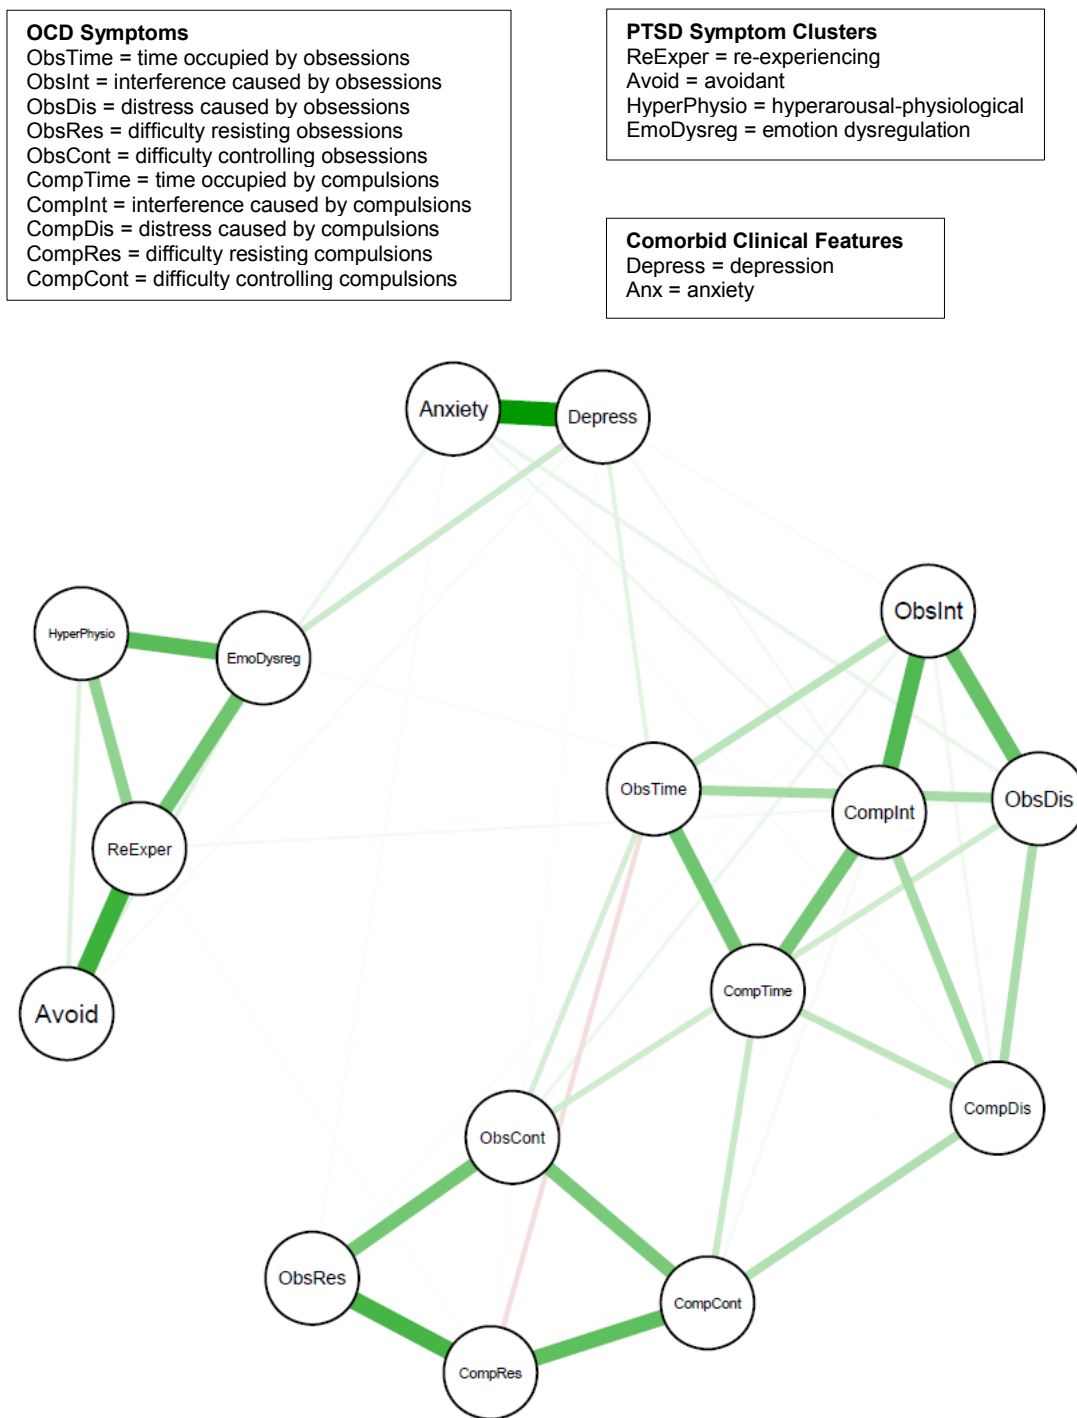 OCD Symptoms
ObsTime = time occupied by obsessions
ObsInt = interference caused by obsessions
ObsDis = distress caused by obsessions
ObsRes = difficulty resisting obsessions
ObsCont = difficulty controlling obsessions
CompTime = time occupied by compulsions
CompInt = interference caused by compulsions
CompDis = distress caused by compulsions
CompRes = difficulty resisting compulsions
CompCont = difficulty controlling compulsions
PTSD Symptom Clusters
ReExper = re-experiencing
Avoid = avoidant
HyperPhysio = hyperarousal-physiological
EmoDysreg = emotion dysregulation
Comorbid Clinical Features
Depress = depression
Anx = anxiety
Anxiety
Depress
ObsInt
HyperPhysio
EmoDysreg
ObsTime
ObsDis
CompInt
ReExper
CompTime
Avoid
CompDis
ObsCont
ObsRes
CompCont
CompRes